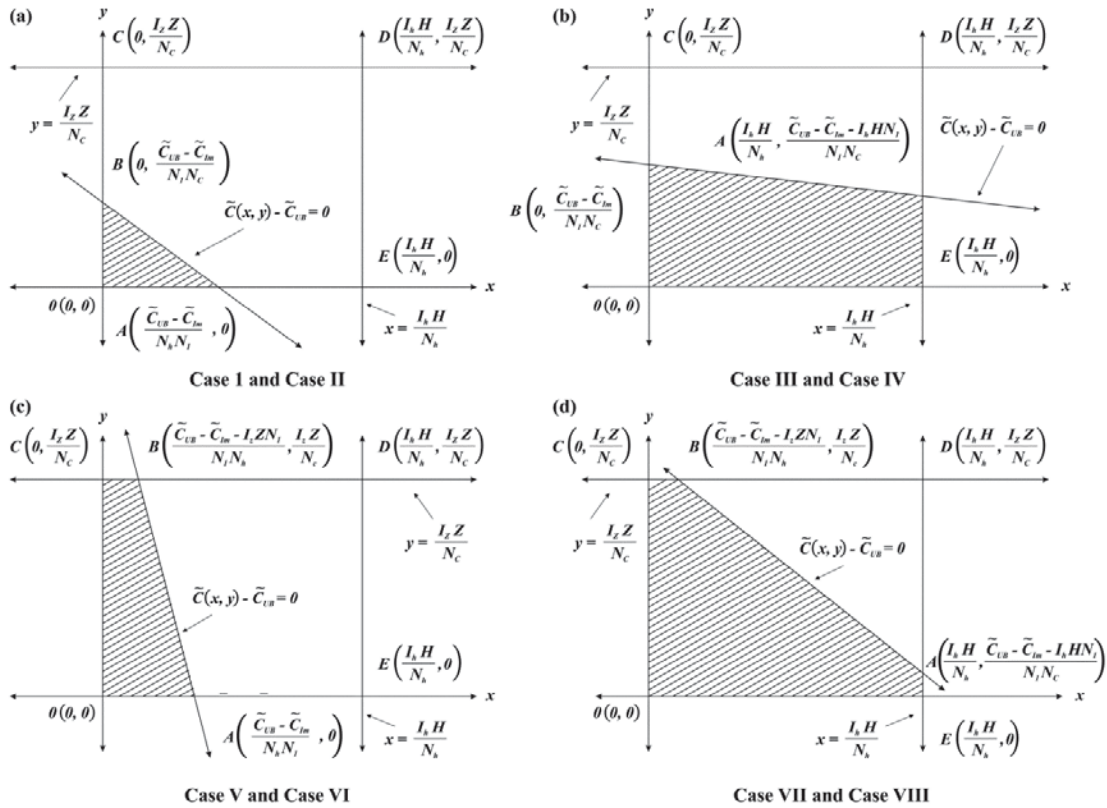 (a)
y
C(0, I_Z Z / N_C)
D(I_h H / N_h, I_Z Z / N_C)
y = I_Z Z / N_C
B(0, (C̃_UB - C̃_lm) / (N_l N_C))
C̃(x, y) - C̃_UB = 0
E(I_h H / N_h, 0)
x
0(0, 0)
A((C̃_UB - C̃_lm) / (N_h N_l), 0)
x = I_h H / N_h
Case 1 and Case II
(b)
y
C(0, I_Z Z / N_C)
D(I_h H / N_h, I_Z Z / N_C)
y = I_Z Z / N_C
A(I_h H / N_h, (C̃_UB - C̃_lm - I_h H N_l) / (N_l N_C))
C̃(x, y) - C̃_UB = 0
B(0, (C̃_UB - C̃_lm) / (N_l N_C))
E(I_h H / N_h, 0)
x
0(0, 0)
x = I_h H / N_h
Case III and Case IV
(c)
y
C(0, I_Z Z / N_C)
B((C̃_UB - C̃_lm - I_z Z N_l) / (N_l N_h), I_z Z / N_c)
D(I_h H / N_h, I_Z Z / N_C)
y = I_Z Z / N_C
C̃(x, y) - C̃_UB = 0
E(I_h H / N_h, 0)
x
0(0, 0)
A((C̃_UB - C̃_lm) / (N_h N_l), 0)
x = I_h H / N_h
Case V and Case VI
(d)
y
C(0, I_Z Z / N_C)
B((C̃_UB - C̃_lm - I_z Z N_l) / (N_l N_h), I_z Z / N_c)
D(I_h H / N_h, I_Z Z / N_C)
y = I_Z Z / N_C
C̃(x, y) - C̃_UB = 0
A(I_h H / N_h, (C̃_UB - C̃_lm - I_h H N_l) / (N_l N_C))
x
0(0, 0)
x = I_h H / N_h
E(I_h H / N_h, 0)
Case VII and Case VIII